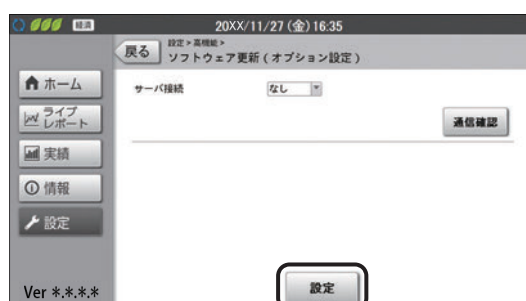 経済
20XX/11/27(金)16:35
戻る
設定>高機能>
ソフトウェア更新(オプション設定)
ホーム
サーバ接続
なし
ライブ
レポート
通信確認
実績
情報
設定
Ver *.*.*.*
設定